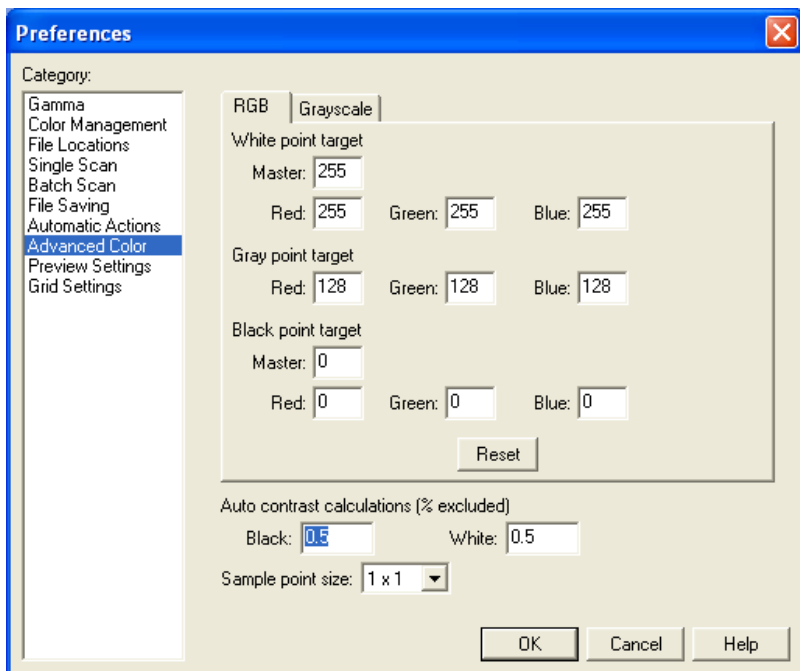 Preferences
Category:
Gamma
Color Management
File Locations
Single Scan
Batch Scan
File Saving
Automatic Actions
Advanced Color
Preview Settings
Grid Settings
RGB Grayscale
White point target
Master: 255
Red: 255 Green: 255 Blue: 255
Gray point target
Red: 128 Green: 128 Blue: 128
Black point target
Master: 0
Red: 0 Green: 0 Blue: 0
Reset
Auto contrast calculations (% excluded)
Black: 0.5 White: 0.5
Sample point size: 1 x 1
OK Cancel Help